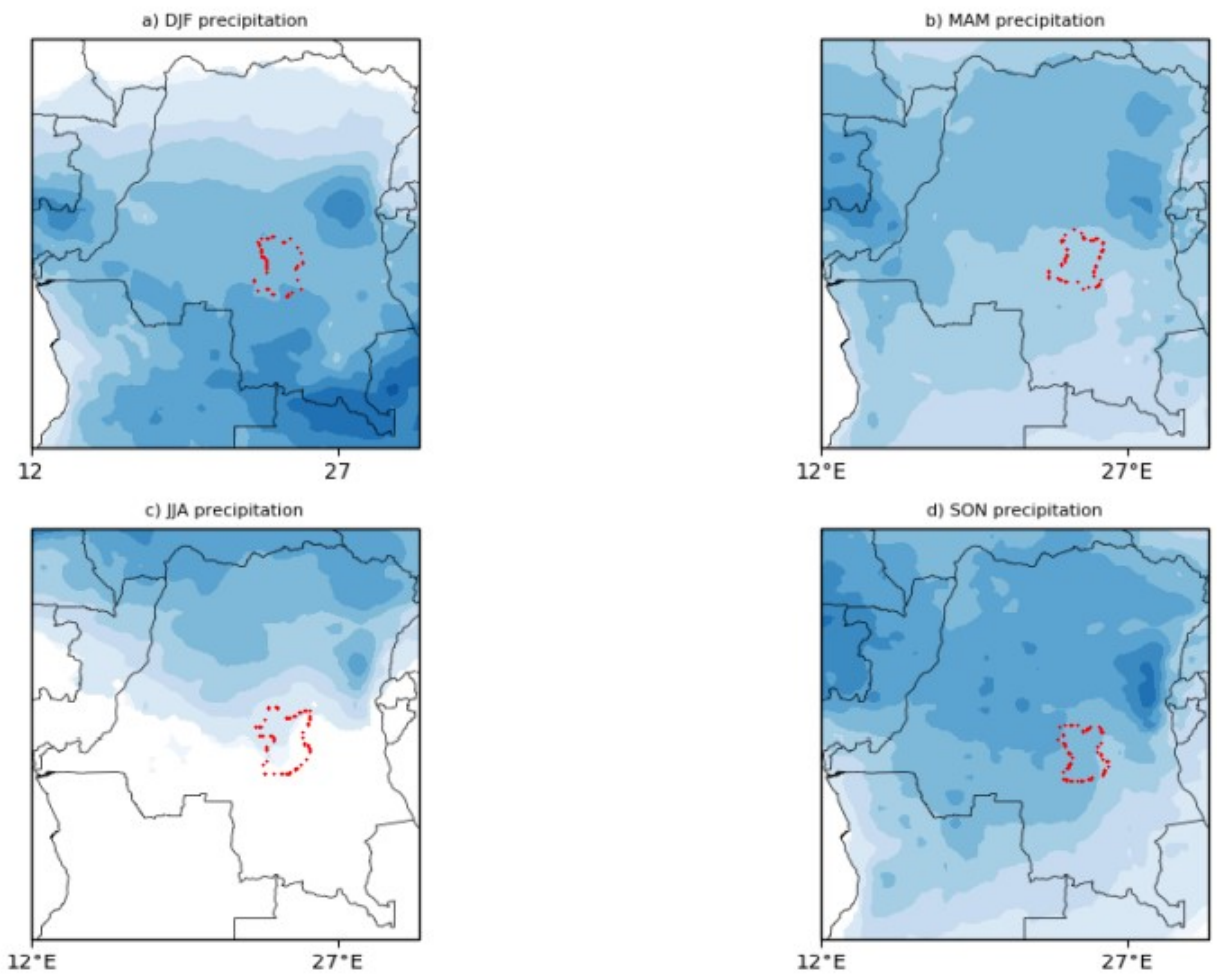 a) DJF precipitation
b) MAM precipitation
12 27
12°E 27°E
c) JJA precipitation
d) SON precipitation
12°E 27°E
12°E 27°E